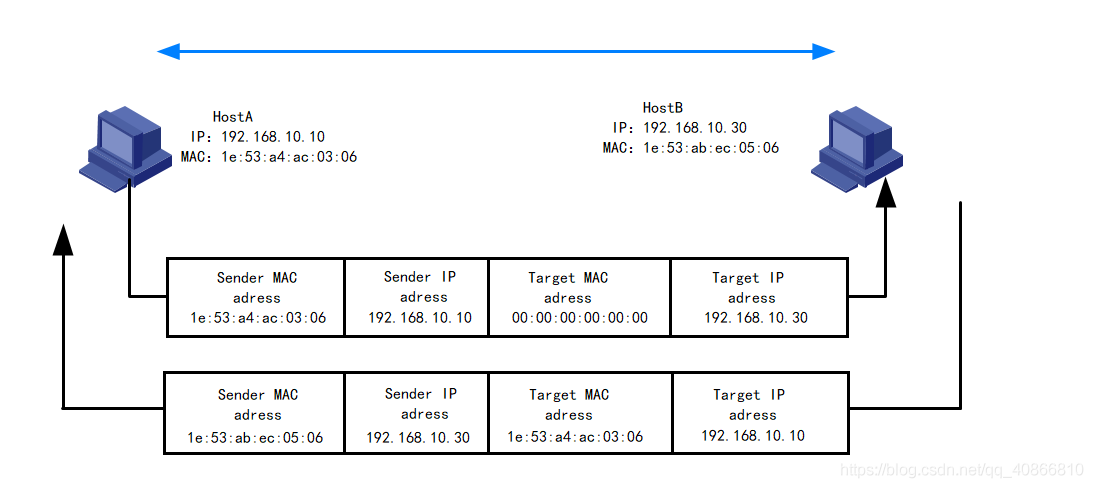 HostA
IP: 192.168.10.10
MAC: 1e:53:a4:ac:03:06
HostB
IP: 192.168.10.30
MAC: 1e:53:ab:ec:05:06
Sender MAC
adress
1e:53:a4:ac:03:06
Sender IP
adress
192.168.10.10
Target MAC
adress
00:00:00:00:00:00
Target IP
adress
192.168.10.30
Sender MAC
adress
1e:53:ab:ec:05:06
Sender IP
adress
192.168.10.30
Target MAC
adress
1e:53:a4:ac:03:06
Target IP
adress
192.168.10.10
https://blog.csdn.net/qq_40866810